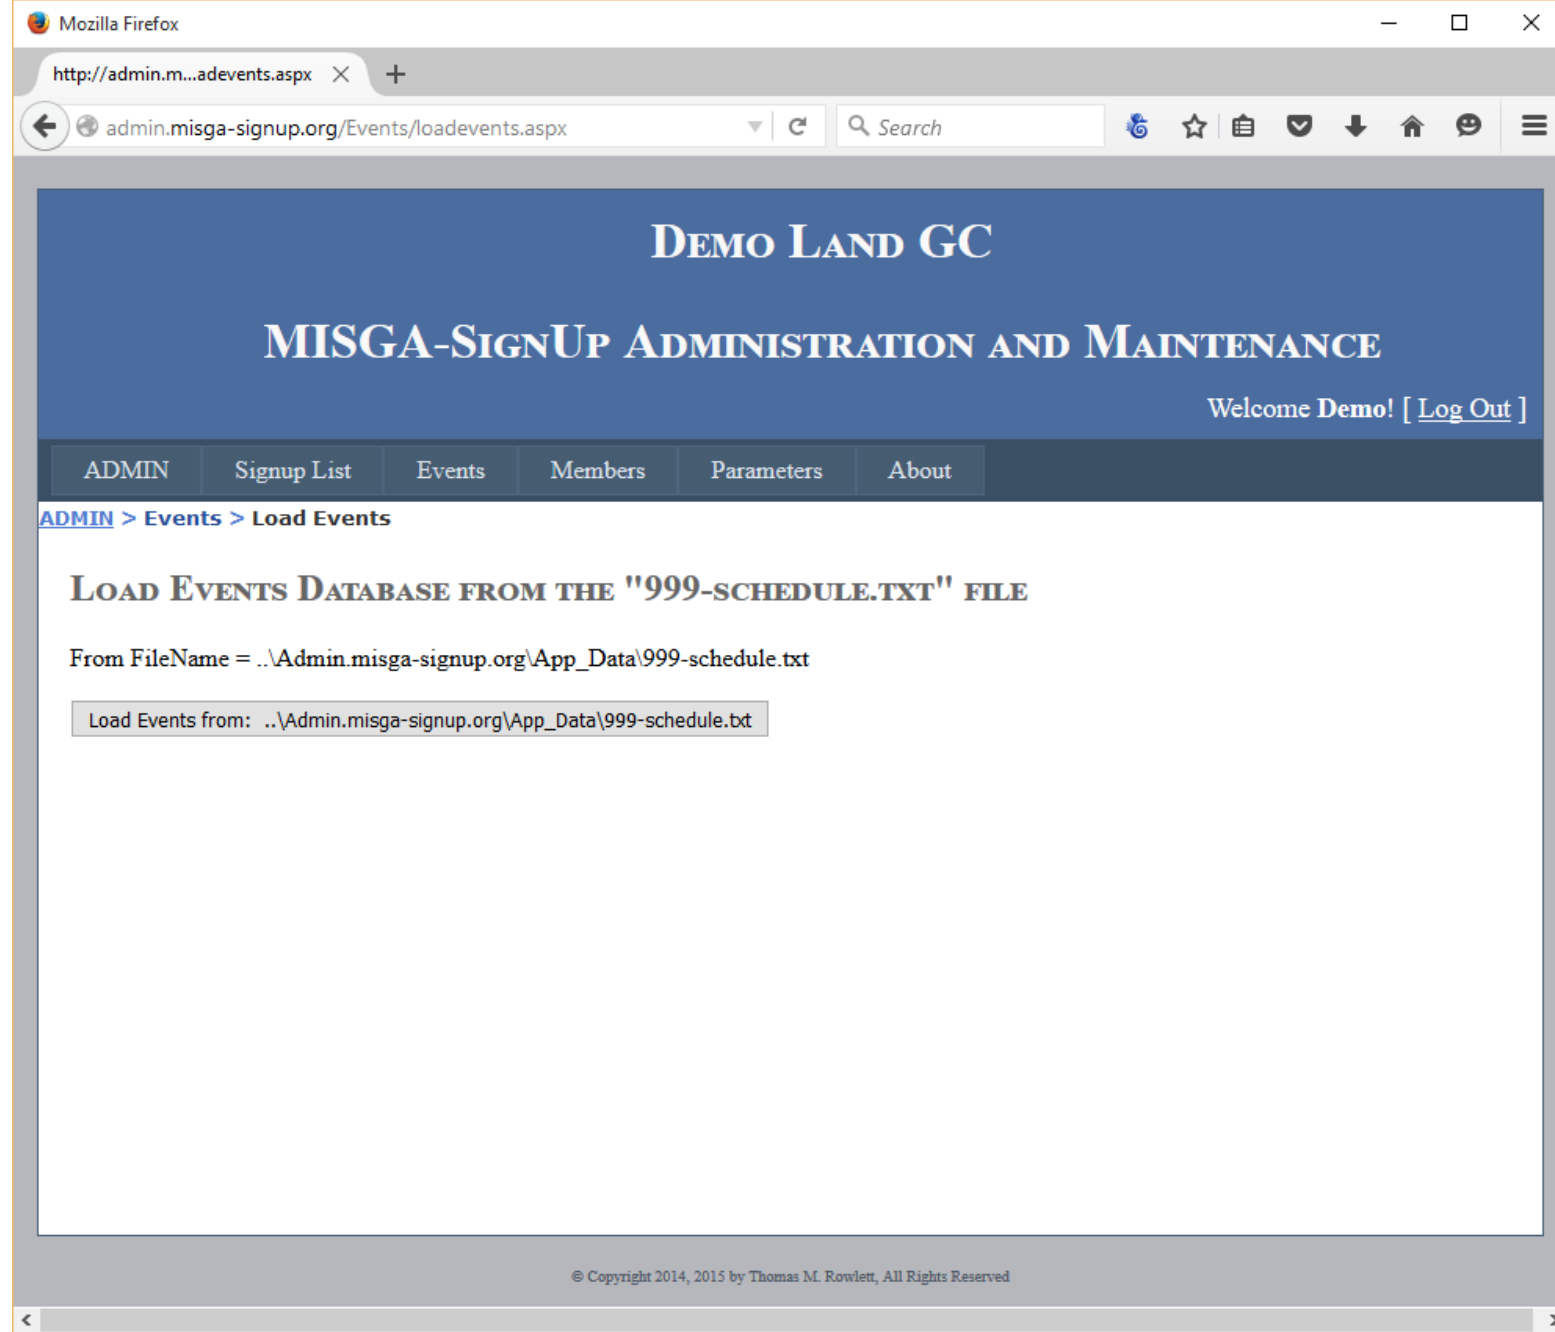 Mozilla Firefox
http://admin.m...adevents.aspx
admin.misga-signup.org/Events/loadevents.aspx
Search
Demo Land GC
MISGA-SignUp Administration and Maintenance
Welcome Demo! [ Log Out ]
ADMIN Signup List Events Members Parameters About
ADMIN > Events > Load Events
Load Events Database from the "999-schedule.txt" file
From FileName = ..\Admin.misga-signup.org\App_Data\999-schedule.txt
Load Events from: ..\Admin.misga-signup.org\App_Data\999-schedule.txt
© Copyright 2014, 2015 by Thomas M. Rowlett, All Rights Reserved